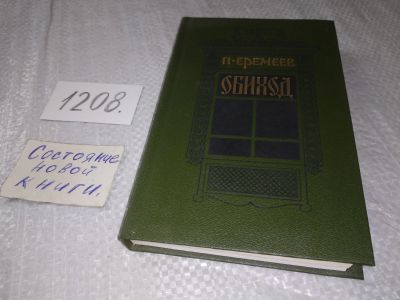 П·ЕРЕМЕЕВ
ОБИХОД
1208.
Состояние
новой
книги.